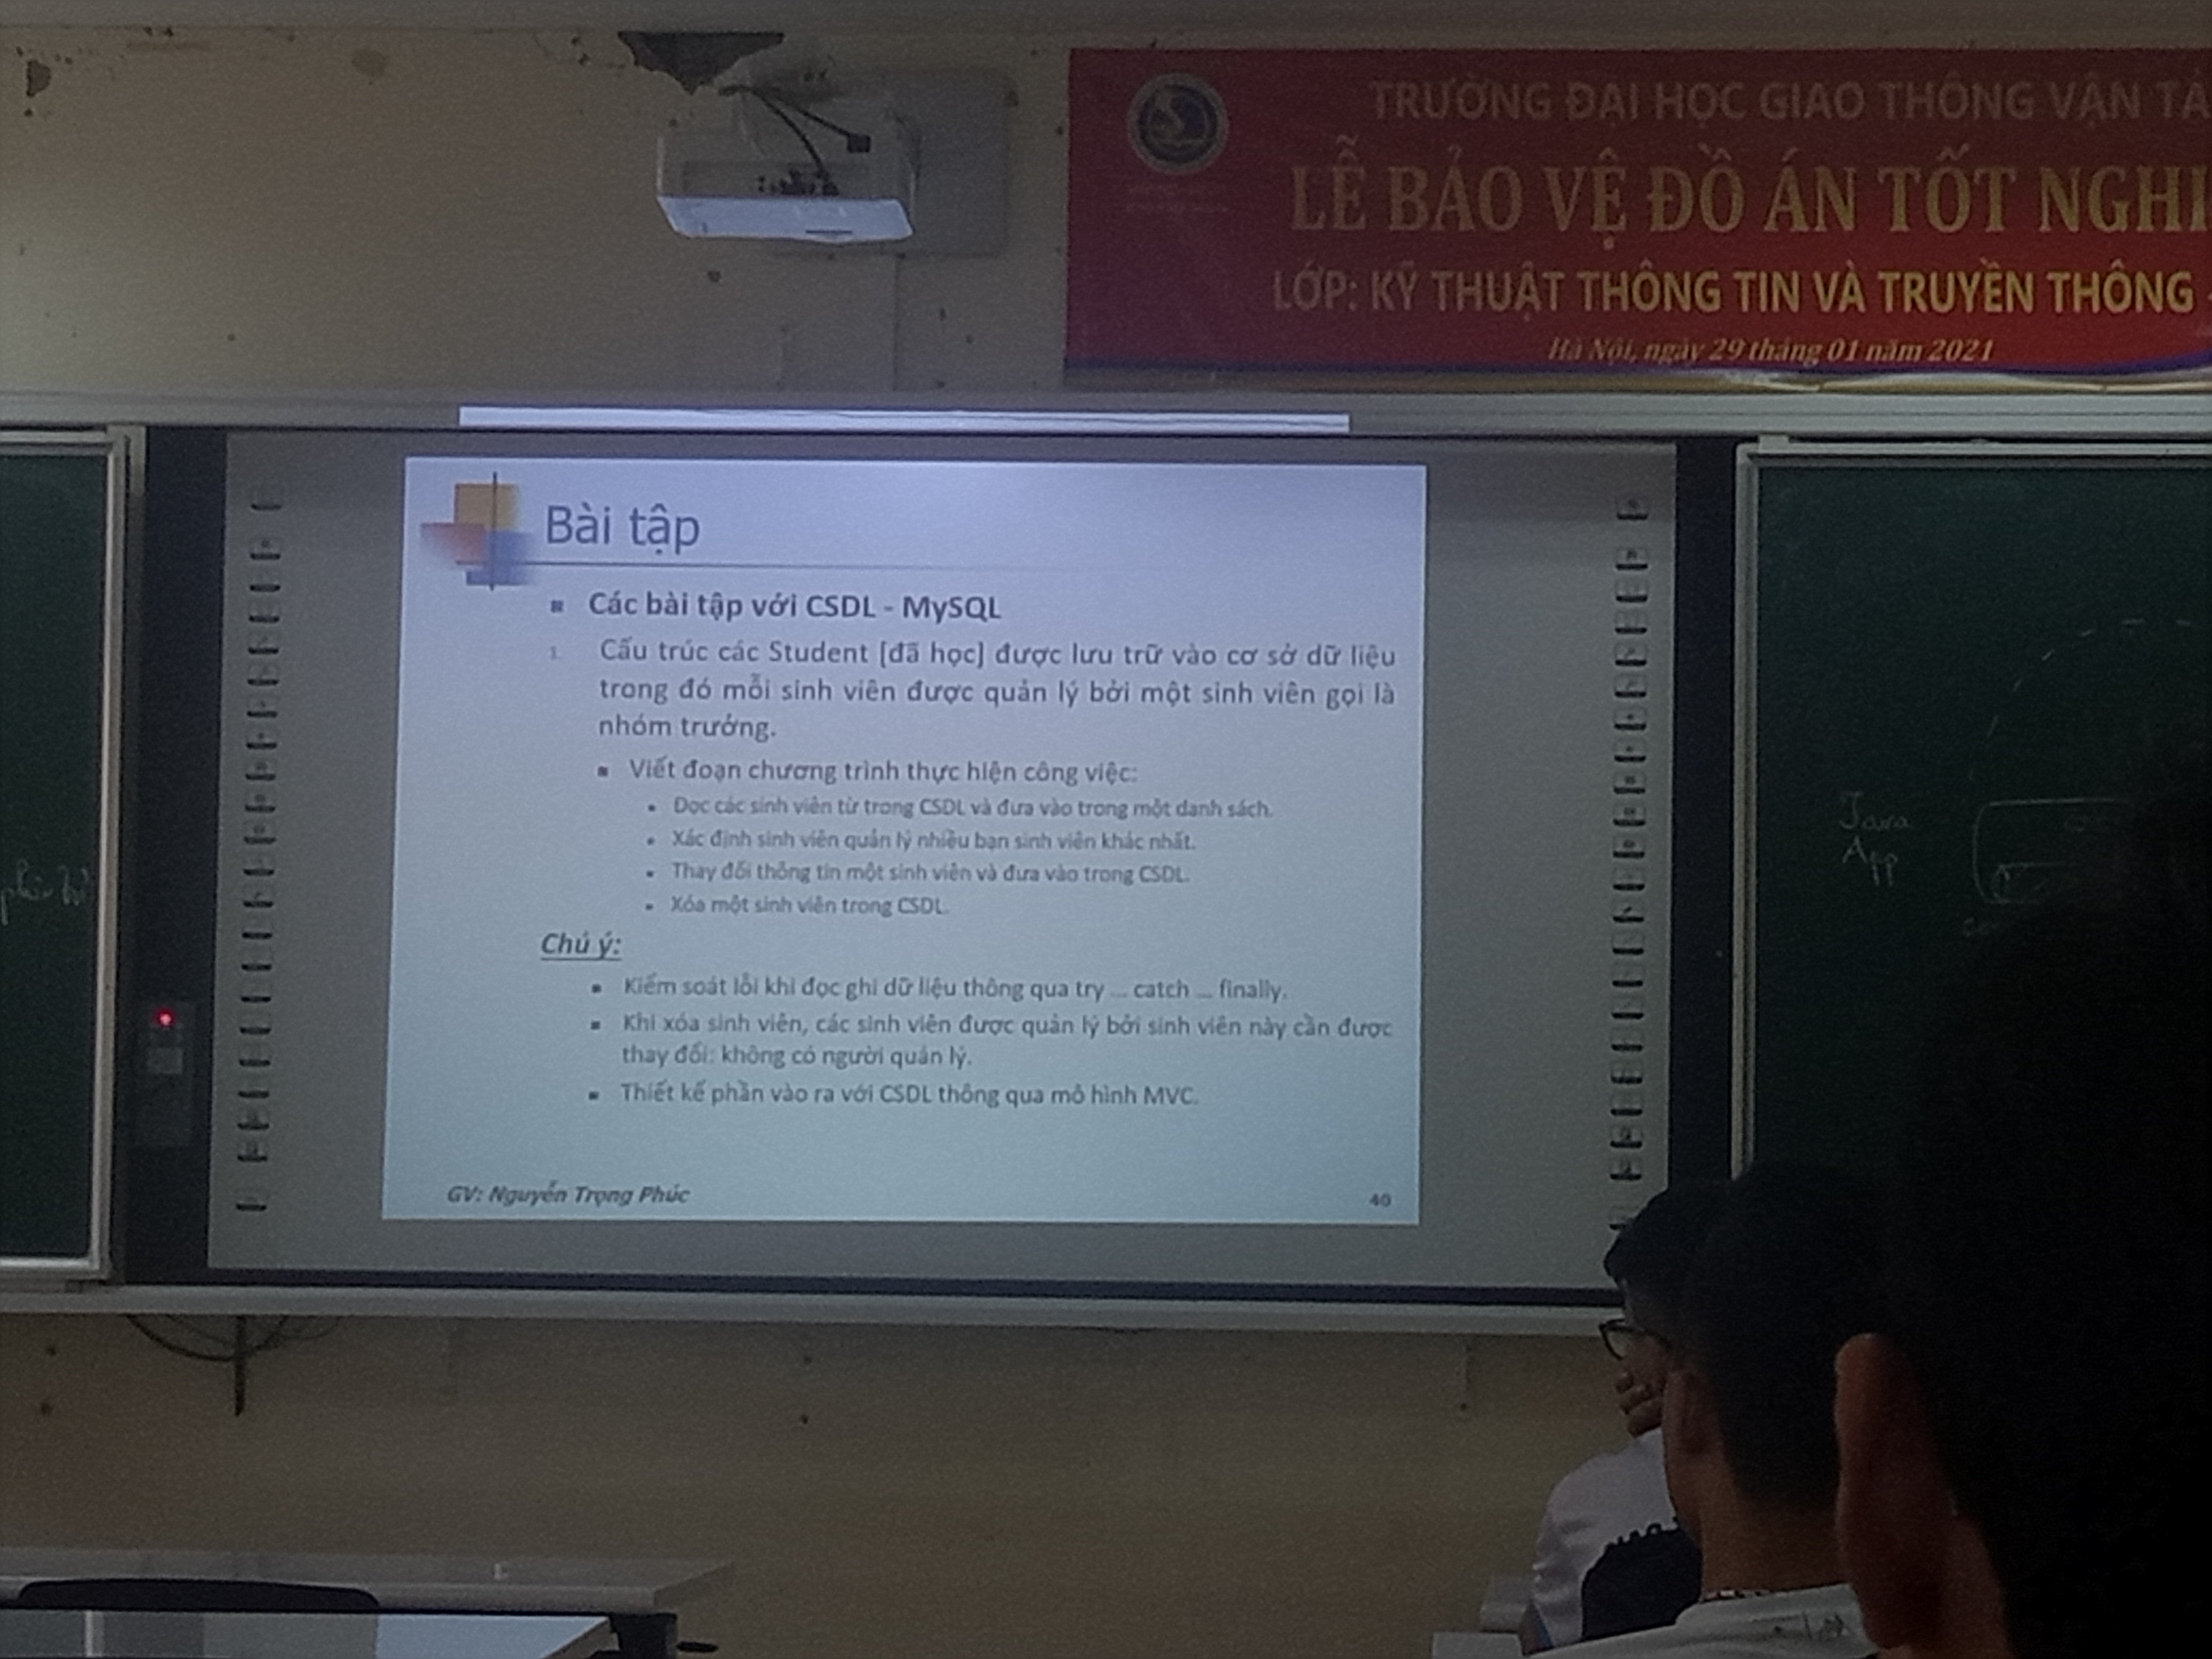 TRƯỜNG ĐẠI HỌC GIAO THÔNG VẬN TẢ
LỄ BẢO VỆ ĐỒ ÁN TỐT NGHI
LỚP: KỸ THUẬT THÔNG TIN VÀ TRUYỀN THÔNG
Hà Nội, ngày 29 tháng 01 năm 2021
Bài tập
Các bài tập với CSDL - MySQL
1. Cấu trúc các Student [đã học] được lưu trữ vào cơ sở dữ liệu
trong đó mỗi sinh viên được quản lý bởi một sinh viên gọi là
nhóm trưởng.
Viết đoạn chương trình thực hiện công việc:
Đọc các sinh viên từ trong CSDL và đưa vào trong một danh sách.
Xác định sinh viên quản lý nhiều bạn sinh viên khác nhất.
Thay đổi thông tin một sinh viên và đưa vào trong CSDL.
Xóa một sinh viên trong CSDL.
Chú ý:
Kiểm soát lỗi khi đọc ghi dữ liệu thông qua try ... catch ... finally.
Khi xóa sinh viên, các sinh viên được quản lý bởi sinh viên này cần được
thay đổi: không có người quản lý.
Thiết kế phần vào ra với CSDL thông qua mô hình MVC.
GV: Nguyễn Trọng Phúc
40
Java
App